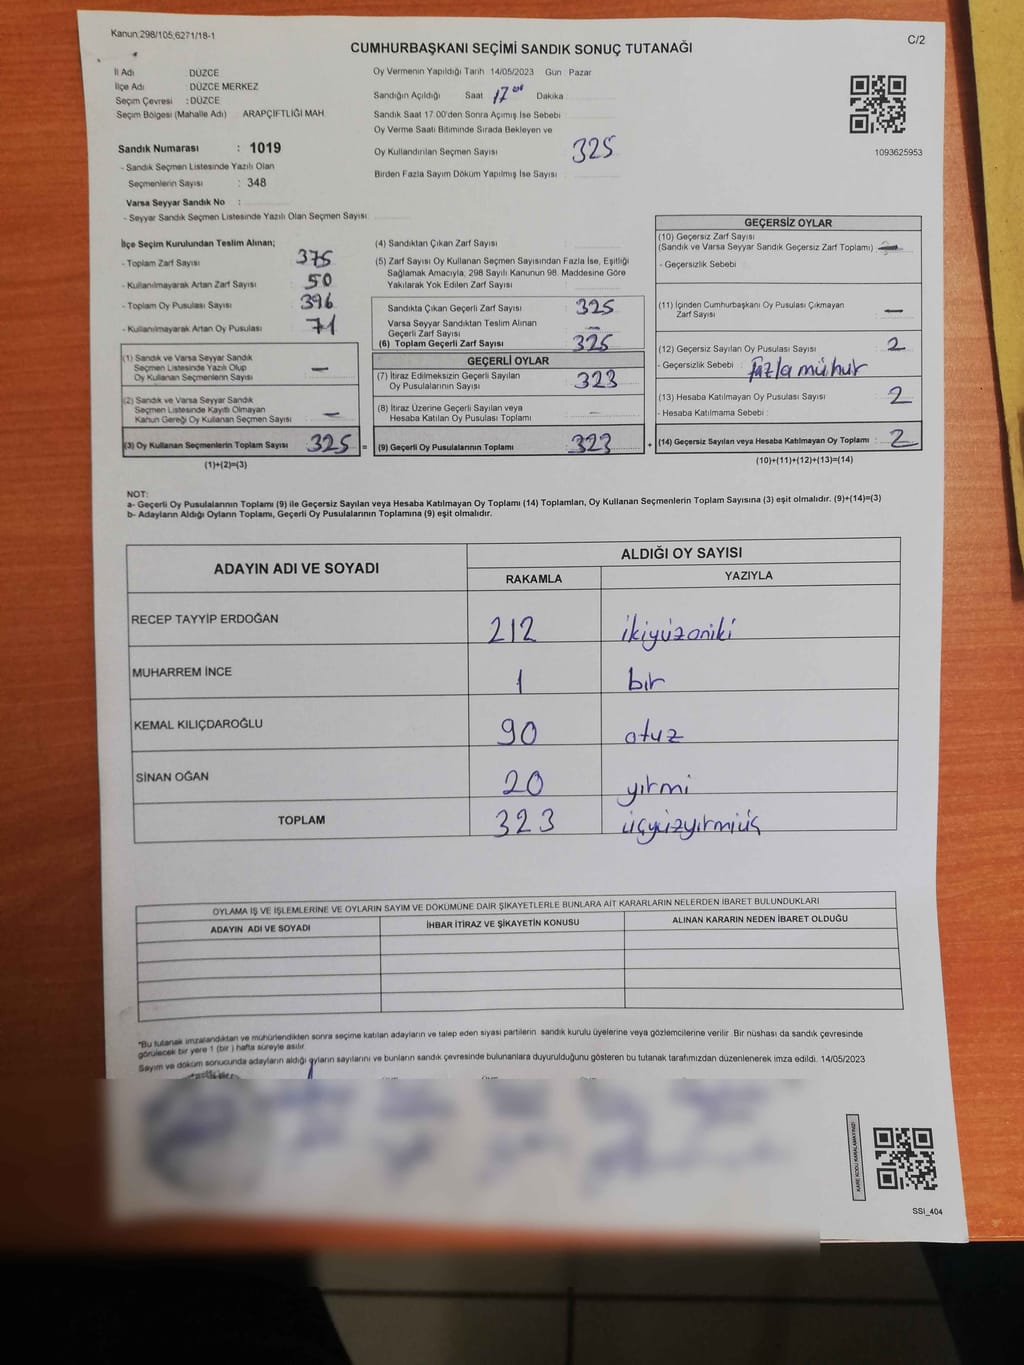 Kanun:298/105,6271/18-1
C/2
CUMHURBAŞKANI SEÇİMİ SANDIK SONUÇ TUTANAĞI
İl Adı DÜZCE
İlçe Adı : DÜZCE MERKEZ
Seçim Çevresi : DÜZCE
Seçim Bölgesi (Mahalle Adı) ARAPÇİFTLİĞİ MAH.
Sandık Numarası : 1019
- Sandık Seçmen Listesinde Yazılı Olan
Seçmenlerin Sayısı : 348
Varsa Seyyar Sandık No :
- Seyyar Sandık Seçmen Listesinde Yazılı Olan Seçmen Sayısı
Oy Vermenin Yapıldığı Tarih 14/05/2023 Gün Pazar
Sandığın Açıldığı Saat 17 00 Dakika
Sandık Saat 17.00'den Sonra Açımış İse Sebebi
Oy Verme Saati Bitiminde Sırada Bekleyen ve
Oy Kullandırılan Seçmen Sayısı 325
Birden Fazla Sayım Döküm Yapılmış İse Sayısı
1093625953
İlçe Seçim Kurulundan Teslim Alınan;
- Toplam Zarf Sayısı 375
- Kullanılmayarak Artan Zarf Sayısı 50
- Toplam Oy Pusulası Sayısı 396
- Kullanılmayarak Artan Oy Pusulası 71
(1) Sandık ve Varsa Seyyar Sandık
Seçmen Listesinde Yazılı Olup
Oy Kullanan Seçmenlerin Sayısı —
(2) Sandık ve Varsa Seyyar Sandık
Seçmen Listesinde Kayıtlı Olmayan
Kanun Gereği Oy Kullanan Seçmen Sayısı —
(3) Oy Kullanan Seçmenlerin Toplam Sayısı 325 =
(1)+(2)=(3)
(4) Sandıktan Çıkan Zarf Sayısı
(5) Zarf Sayısı Oy Kullanan Seçmen Sayısından Fazla İse, Eşitliği
Sağlamak Amacıyla, 298 Sayılı Kanunun 98. Maddesine Göre
Yakılarak Yok Edilen Zarf Sayısı
Sandıkta Çıkan Geçerli Zarf Sayısı 325
Varsa Seyyar Sandıktan Teslim Alınan
Geçerli Zarf Sayısı —
(6) Toplam Geçerli Zarf Sayısı 325
GEÇERLİ OYLAR
(7) İtiraz Edilmeksizin Geçerli Sayılan
Oy Pusulalarının Sayısı 323
(8) İtiraz Üzerine Geçerli Sayılan veya
Hesaba Katılan Oy Pusulası Toplamı —
(9) Geçerli Oy Pusulalarının Toplamı 323 +
GEÇERSİZ OYLAR
(10) Geçersiz Zarf Sayısı
(Sandık ve Varsa Seyyar Sandık Geçersiz Zarf Toplamı) —
- Geçersizlik Sebebi
(11) İçinden Cumhurbaşkanı Oy Pusulası Çıkmayan
Zarf Sayısı —
(12) Geçersiz Sayılan Oy Pusulası Sayısı 2
- Geçersizlik Sebebi : fazla mühür
(13) Hesaba Katılmayan Oy Pusulası Sayısı 2
- Hesaba Katılmama Sebebi :
(14) Geçersiz Sayılan veya Hesaba Katılmayan Oy Toplamı : 2
(10)+(11)+(12)+(13)=(14)
NOT:
a- Geçerli Oy Pusulalarının Toplamı (9) ile Geçersiz Sayılan veya Hesaba Katılmayan Oy Toplamı (14) Toplamları, Oy Kullanan Seçmenlerin Toplam Sayısına (3) eşit olmalıdır. (9)+(14)=(3)
b- Adayların Aldığı Oyların Toplamı, Geçerli Oy Pusulalarının Toplamına (9) eşit olmalıdır.
ADAYIN ADI VE SOYADI
ALDIĞI OY SAYISI
RAKAMLA YAZIYLA
RECEP TAYYİP ERDOĞAN 212 ikiyüzoniki
MUHARREM İNCE 1 bir
KEMAL KILIÇDAROĞLU 90 otuz
SİNAN OĞAN 20 yirmi
TOPLAM 323 üçyüzyirmiüç
OYLAMA İŞ VE İŞLEMLERİNE VE OYLARIN SAYIM VE DÖKÜMÜNE DAİR ŞİKAYETLERLE BUNLARA AİT KARARLARIN NELERDEN İBARET BULUNDUKLARI
ADAYIN ADI VE SOYADI İHBAR İTİRAZ VE ŞİKAYETİN KONUSU ALINAN KARARIN NEDEN İBARET OLDUĞU
"Bu tutanak imzalandıktan ve mühürlendikten sonra seçime katılan adayların ve talep eden siyasi partilerin sandık kurulu üyelerine veya gözlemcilerine verilir .Bir nüshası da sandık çevresinde
görülecek bir yere 1 (bir ) hafta süreyle asılır.
Sayım ve döküm sonucunda adayların aldığı oyların sayılarını ve bunların sandık çevresinde bulunanlara duyurulduğunu gösteren bu tutanak tarafımızdan düzenlenerek imza edildi. 14/05/2023
KARE KODU KARALAMAYINIZ!
SSI_404